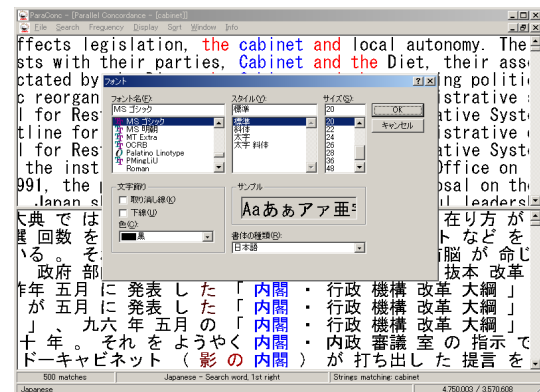 ParaConc - [Parallel Concordance - [cabinet]]
File Search Frequency Display Sort Window Info
ffects legislation, the cabinet and local autonomy. The
sts with their parties, Cabinet and the Diet, their asso
ctated by
ng politic
c reorgan
istrative
l for Res
ative Syst
tline for
istrative
l for Res
ative Syst
the inst
Office on
991, the
osal on th
Japan s
leaders
フォント
フォント名(F):
スタイル(Y):
サイズ(S):
MS ゴシック
標準
20
OK
キャンセル
MS ゴシック
MS 明朝
MT Extra
OCRB
Palatino Linotype
PMingLiU
Roman
標準
斜体
太字
太字 斜体
20
22
24
26
28
36
48
文字飾り
取り消し線(K)
下線(U)
色(C):
黒
サンプル
Aaあぁアァ亜
書体の種類(R):
日本語
大典 で は
在り方 が
選 回数 を
ト など を
いる 。 そ
首脳 が 命じ
政府 部
抜本 改革
昨年 五月 に 発表 し た 「 内閣 ・ 行政 機構 改革 大綱 」
が 五月 に 発表 し た 「 内閣 ・ 行政 機構 改革 大綱 」
」 、 九六 年 五月 の 「 内閣 ・ 行政 機構 改革 大綱 」
十 年 。 それ を ようやく 内閣 ・ 内政 審議 室 の 指示 で
ドーキャビネット ( 影 の 内閣 ) が 打ち出し た 提言 を
500 matches
Japanese - Search word, 1st right
Strings matching: cabinet
Japanese
4,750,003 / 3,570,608